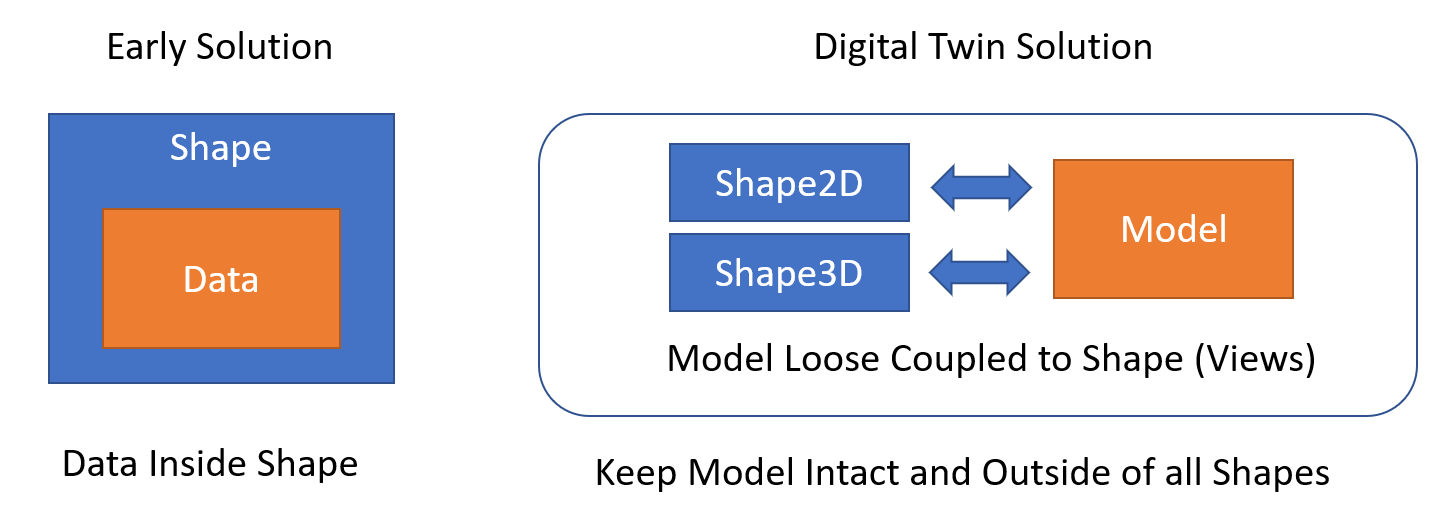 Early Solution
Shape
Data
Data Inside Shape
Digital Twin Solution
Shape2D
Shape3D
Model
Model Loose Coupled to Shape (Views)
Keep Model Intact and Outside of all Shapes